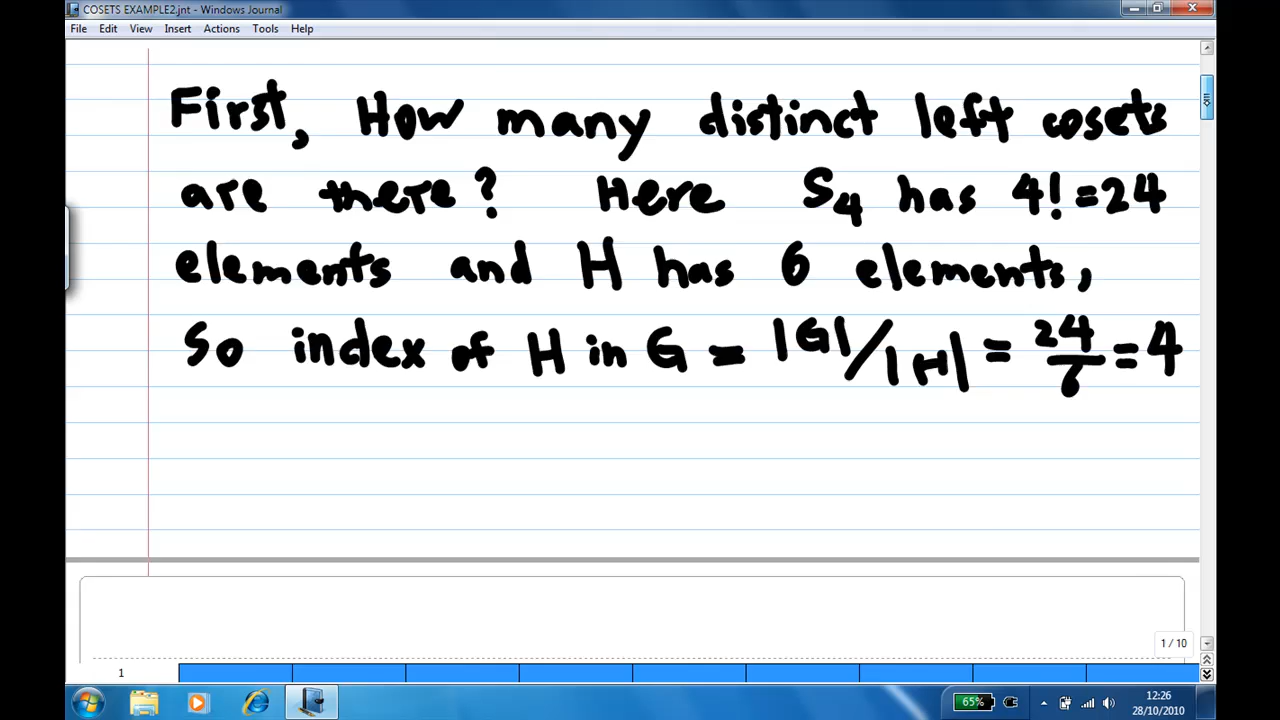 COSETS EXAMPLE2.jnt - Windows Journal
File Edit View Insert Actions Tools Help
First, How many distinct left cosets
are there? Here S₄ has 4! = 24
elements and H has 6 elements,
So index of H in G = |G|/|H| = 24/6 = 4
1 / 10
1
65%
12:26
28/10/2010